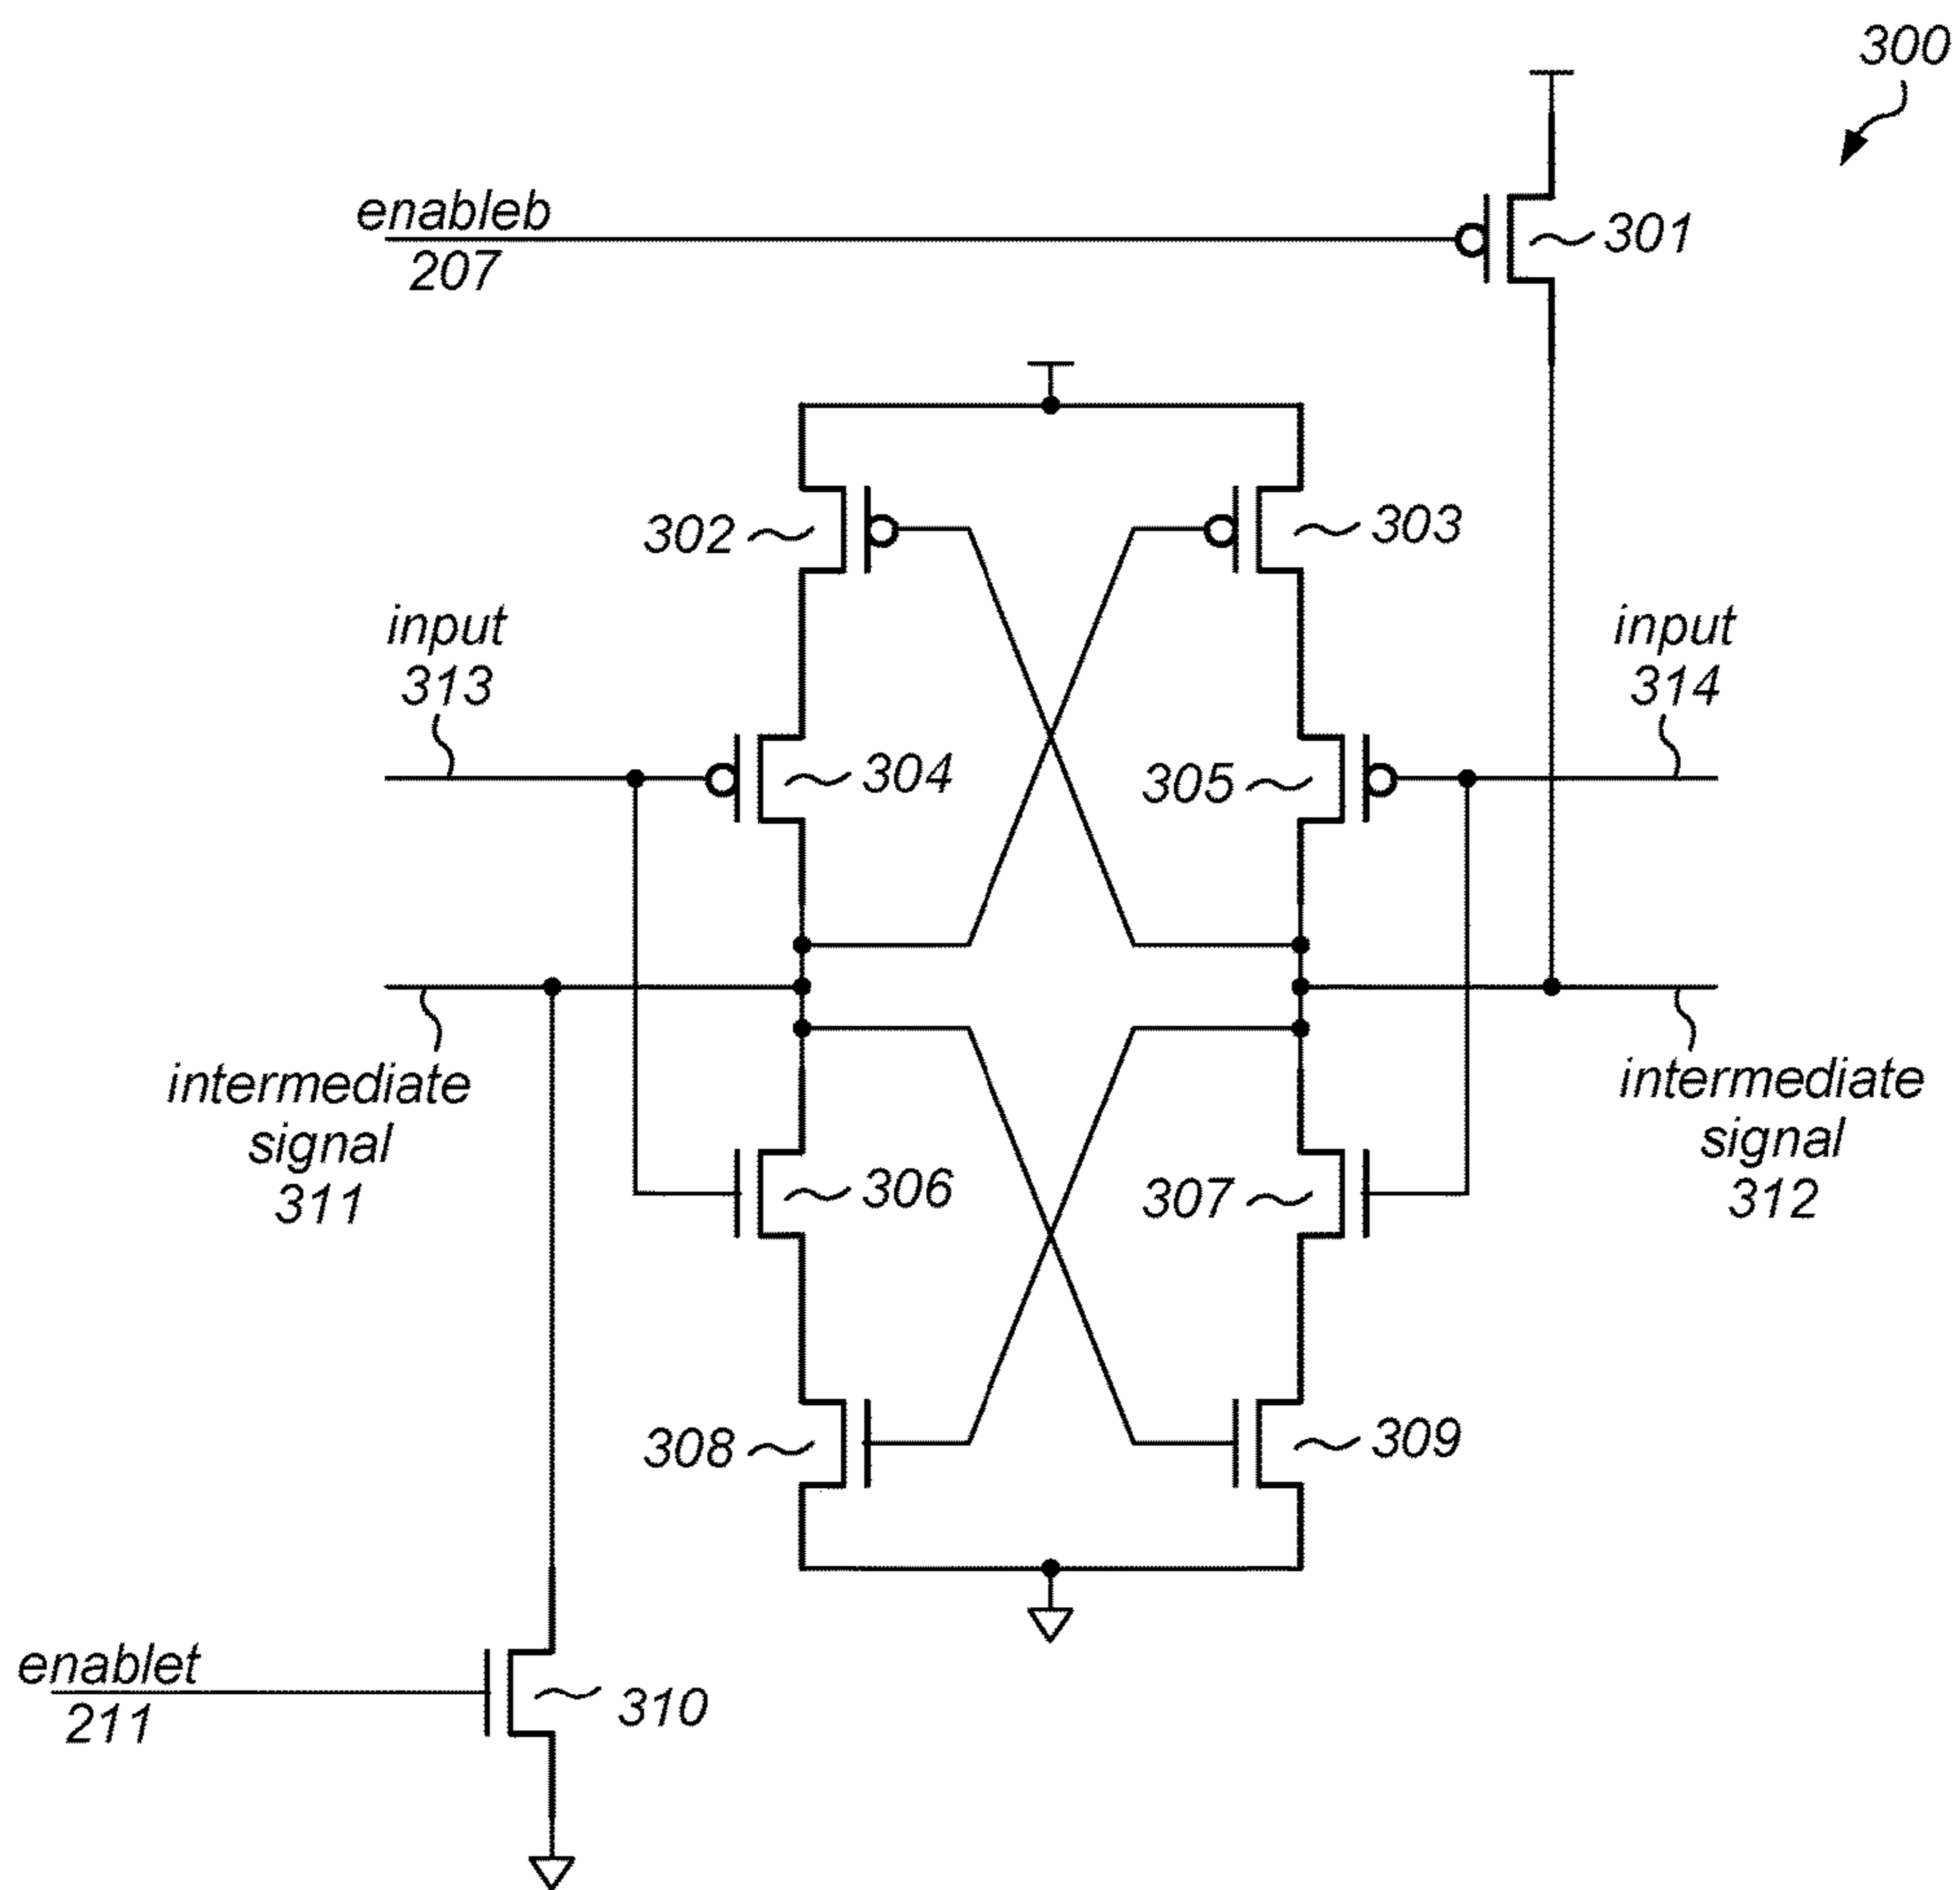 300
enableb
207
301
302
303
input
313
input
314
304
305
intermediate
signal
311
intermediate
signal
312
306
307
308
309
enablet
211
310